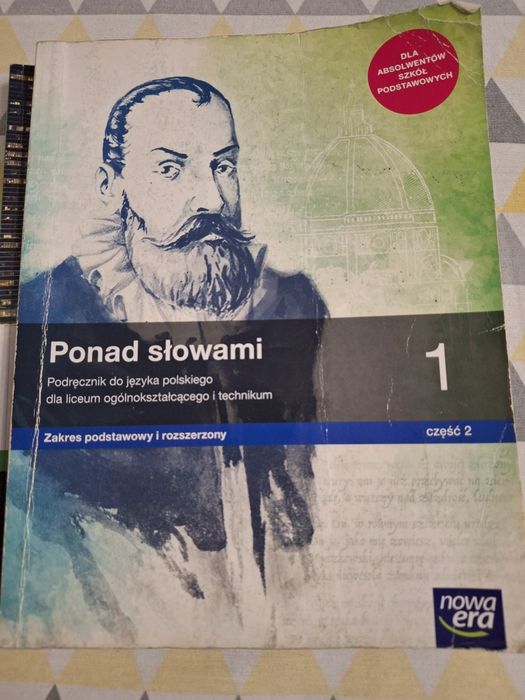 DLA
ABSOLWENTÓW
SZKÓŁ
PODSTAWOWYCH
Ponad słowami
1
Podręcznik do języka polskiego
dla liceum ogólnokształcącego i technikum
Zakres podstawowy i rozszerzony
część 2
nowa
era